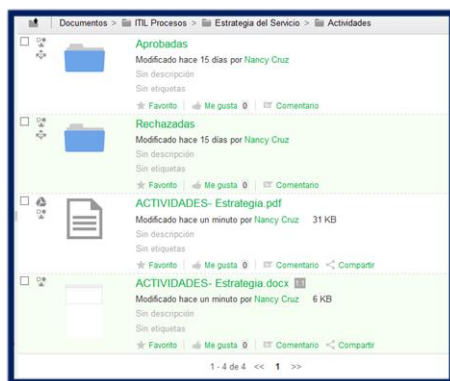 Documentos > ITIL Procesos > Estrategia del Servicio > Actividades
Aprobadas
Modificado hace 15 días por Nancy Cruz
Sin descripción
Sin etiquetas
Favorito Me gusta 0 Comentario
Rechazadas
Modificado hace 15 días por Nancy Cruz
Sin descripción
Sin etiquetas
Favorito Me gusta 0 Comentario
ACTIVIDADES- Estrategia.pdf
Modificado hace un minuto por Nancy Cruz 31 KB
Sin descripción
Sin etiquetas
Favorito Me gusta 0 Comentario Compartir
ACTIVIDADES- Estrategia.docx 1.1
Modificado hace un minuto por Nancy Cruz 6 KB
Sin descripción
Sin etiquetas
Favorito Me gusta 0 Comentario Compartir
1 - 4 de 4 << 1 >>